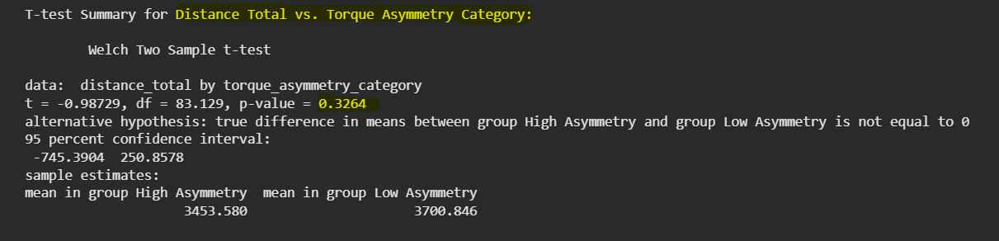 T-test Summary for Distance Total vs. Torque Asymmetry Category:
Welch Two Sample t-test
data: distance_total by torque_asymmetry_category
t = -0.98729, df = 83.129, p-value = 0.3264
alternative hypothesis: true difference in means between group High Asymmetry and group Low Asymmetry is not equal to 0
95 percent confidence interval:
-745.3904 250.8578
sample estimates:
mean in group High Asymmetry mean in group Low Asymmetry
3453.580 3700.846